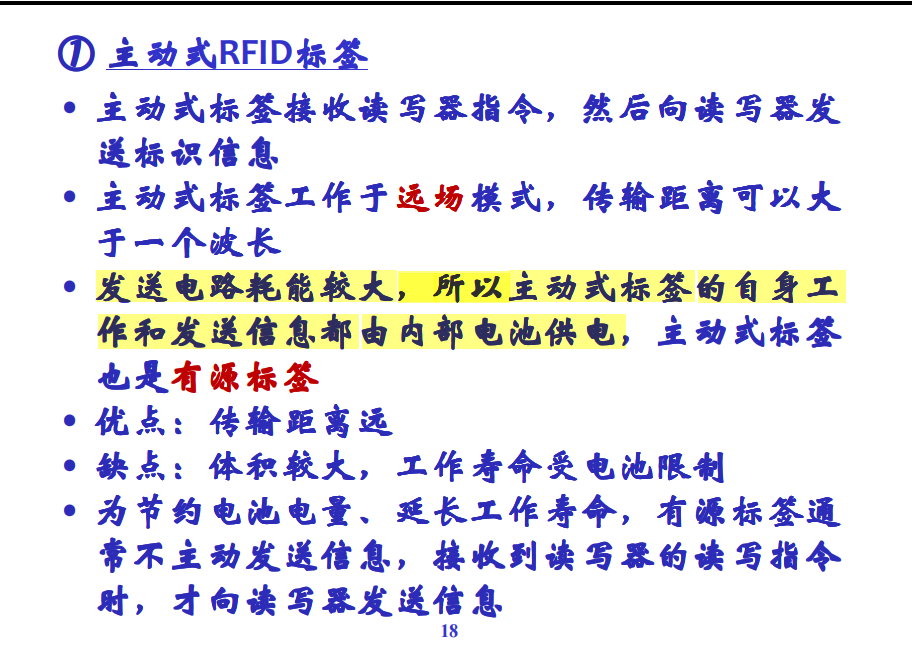 ① 主动式RFID标签
• 主动式标签接收读写器指令，然后向读写器发
送标识信息
• 主动式标签工作于远场模式，传输距离可以大
于一个波长
• 发送电路耗能较大，所以主动式标签的自身工
作和发送信息都由内部电池供电，主动式标签
也是有源标签
• 优点：传输距离远
• 缺点：体积较大，工作寿命受电池限制
• 为节约电池电量、延长工作寿命，有源标签通
常不主动发送信息，接收到读写器的读写指令
时，才向读写器发送信息
18